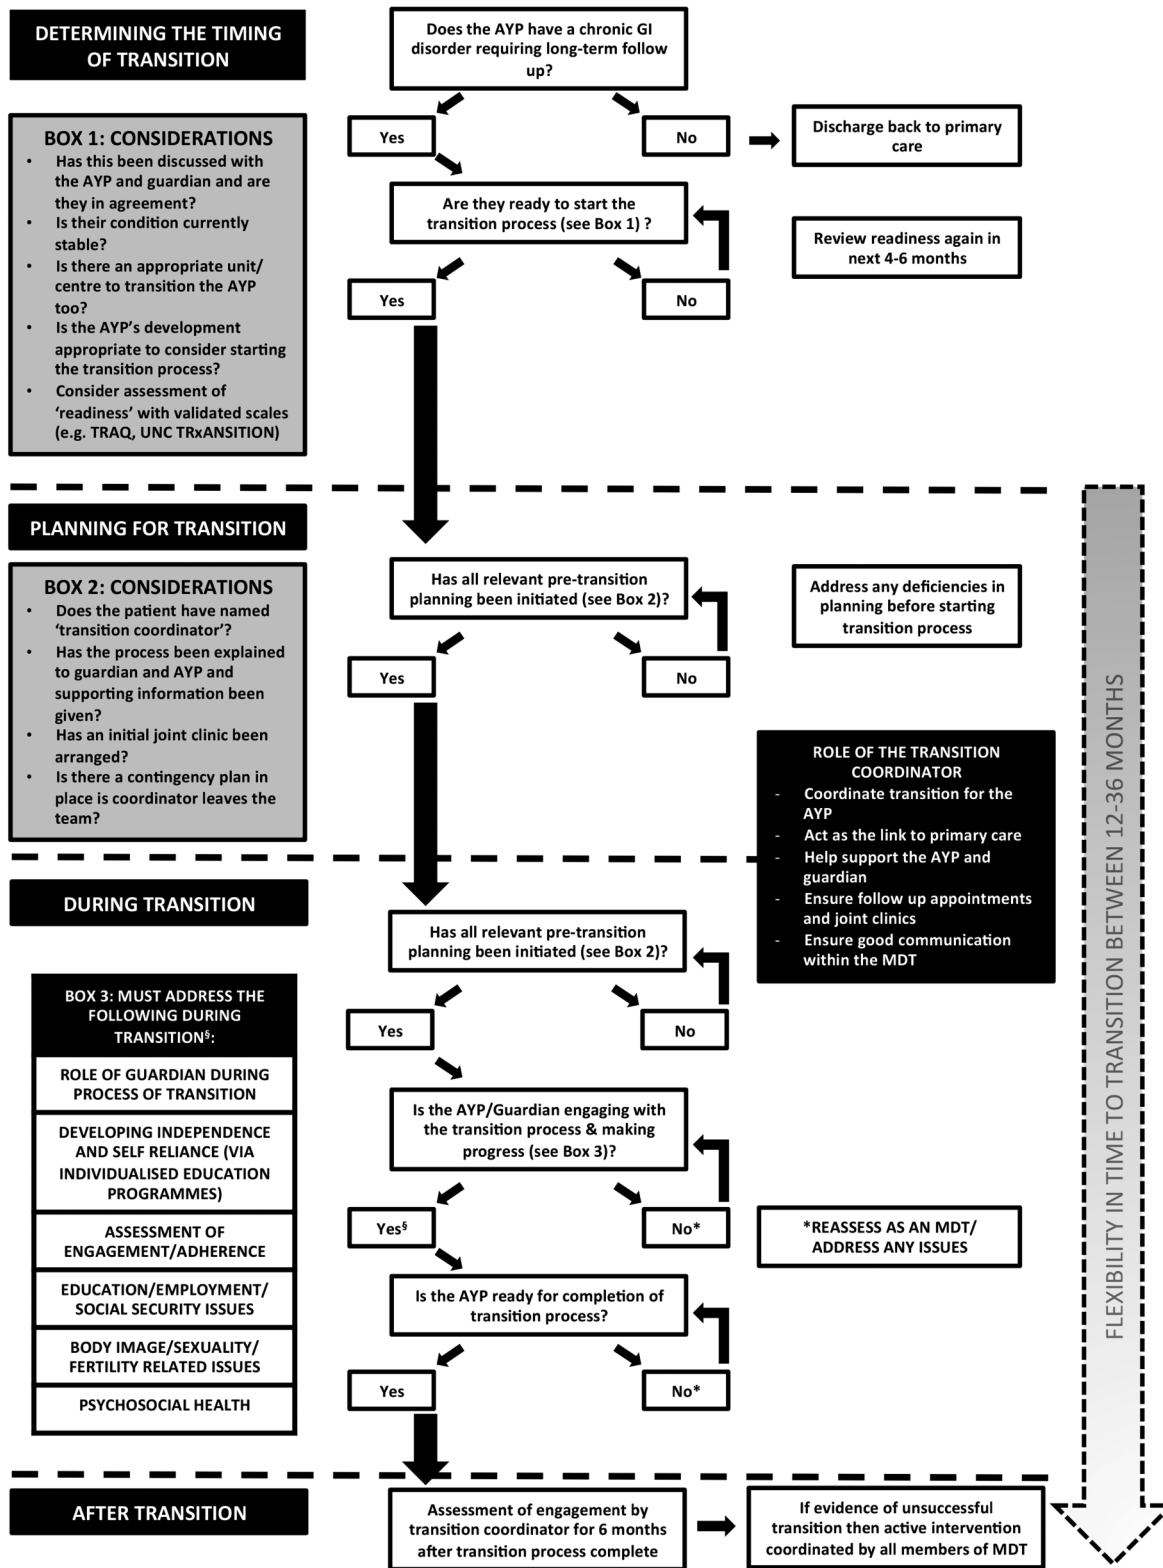 DETERMINING THE TIMING
OF TRANSITION
Does the AYP have a chronic GI
disorder requiring long-term follow
up?
Yes
No
Discharge back to primary
care
BOX 1: CONSIDERATIONS
• Has this been discussed with
the AYP and guardian and are
they in agreement?
• Is their condition currently
stable?
• Is there an appropriate unit/
centre to transition the AYP
too?
• Is the AYP's development
appropriate to consider starting
the transition process?
• Consider assessment of
‘readiness’ with validated scales
(e.g. TRAQ, UNC TRxANSITION)
Are they ready to start the
transition process (see Box 1) ?
Review readiness again in
next 4-6 months
Yes
No
PLANNING FOR TRANSITION
BOX 2: CONSIDERATIONS
• Does the patient have named
‘transition coordinator’?
• Has the process been explained
to guardian and AYP and
supporting information been
given?
• Has an initial joint clinic been
arranged?
• Is there a contingency plan in
place is coordinator leaves the
team?
Has all relevant pre-transition
planning been initiated (see Box 2)?
Address any deficiencies in
planning before starting
transition process
Yes
No
ROLE OF THE TRANSITION
COORDINATOR
- Coordinate transition for the
AYP
- Act as the link to primary care
- Help support the AYP and
guardian
- Ensure follow up appointments
and joint clinics
- Ensure good communication
within the MDT
FLEXIBILITY IN TIME TO TRANSITION BETWEEN 12-36 MONTHS
DURING TRANSITION
Has all relevant pre-transition
planning been initiated (see Box 2)?
Yes
No
BOX 3: MUST ADDRESS THE
FOLLOWING DURING
TRANSITION§:
ROLE OF GUARDIAN DURING
PROCESS OF TRANSITION
DEVELOPING INDEPENDENCE
AND SELF RELIANCE (VIA
INDIVIDUALISED EDUCATION
PROGRAMMES)
ASSESSMENT OF
ENGAGEMENT/ADHERENCE
EDUCATION/EMPLOYMENT/
SOCIAL SECURITY ISSUES
BODY IMAGE/SEXUALITY/
FERTILITY RELATED ISSUES
PSYCHOSOCIAL HEALTH
Is the AYP/Guardian engaging with
the transition process & making
progress (see Box 3)?
Yes§
No*
*REASSESS AS AN MDT/
ADDRESS ANY ISSUES
Is the AYP ready for completion of
transition process?
Yes
No*
AFTER TRANSITION
Assessment of engagement by
transition coordinator for 6 months
after transition process complete
If evidence of unsuccessful
transition then active intervention
coordinated by all members of MDT